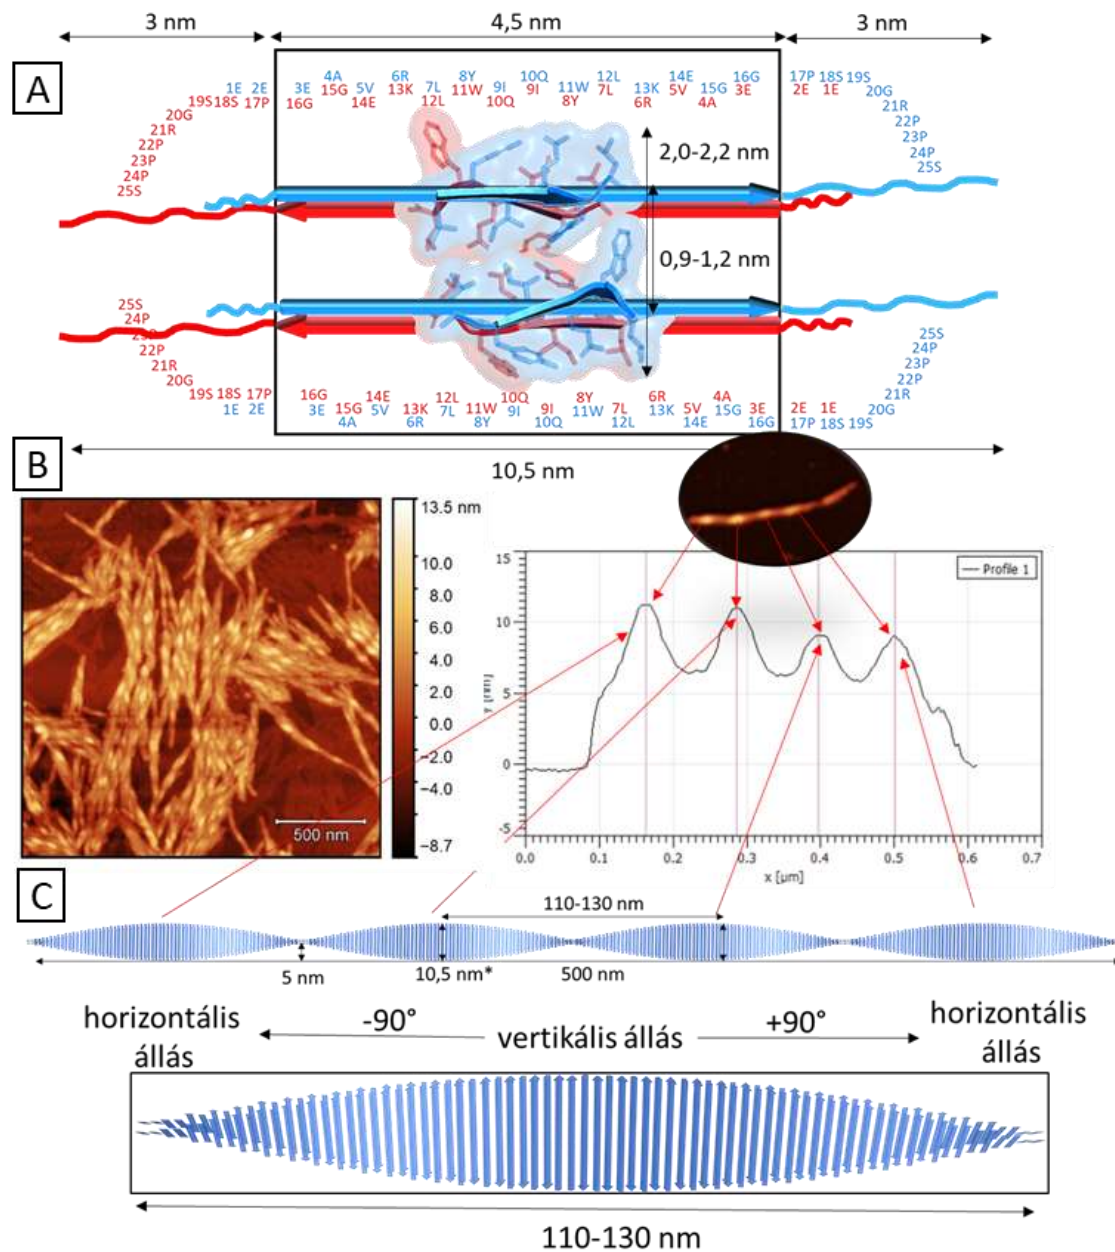 3 nm 4,5 nm 3 nm
A
4A 6R 8Y 10Q 12L 14E 16G
1E 2E 3E 5V 7L 9I 11W 13K 15G 17P 18S 19S
15G 13K 11W 9I 7L 5V 3E 2E 1E
19S 18S 17P 16G 14E 12L 10Q 8Y 6R 4A
20G 20G
21R 21R
22P 22P
23P 23P
24P 24P
25S 25S
2,0-2,2 nm
0,9-1,2 nm
25S 25S
24P 24P
23P 23P
22P 22P
21R 21R
20G 20G
19S 18S 17P 16G 14E 12L 10Q 8Y 6R 4A
15G 13K 11W 9I 7L 5V 3E 2E 1E
1E 2E 3E 5V 7L 9I 11W 13K 15G 17P 18S 19S
4A 6R 8Y 10Q 12L 14E 16G
10,5 nm
B
13.5 nm
10.0
8.0
6.0
4.0
2.0
0.0
−2.0
−4.0
−8.7
500 nm
Profile 1
15
10
5
0
-5
y [nm]
0.0 0.1 0.2 0.3 0.4 0.5 0.6 0.7
x [µm]
C
110-130 nm
5 nm 10,5 nm* 500 nm
horizontális állás -90° vertikális állás +90° horizontális állás
110-130 nm